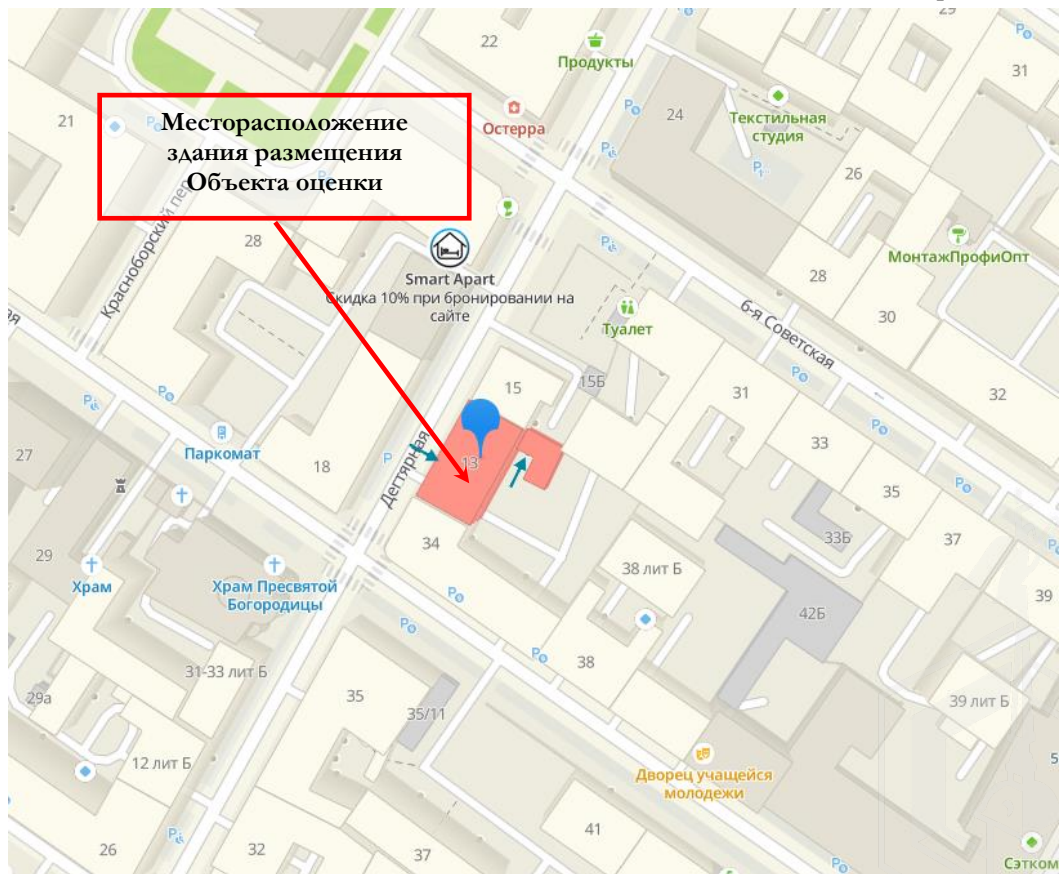 29
22
Продукты
31
21
Остерра
24
Текстильная
студия
Месторасположение
здания размещения
Объекта оценки
Красноборский пер
26
28
МонтажПрофиОпт
Smart Apart
Скидка 10% при бронировании на
сайте
28
Туалет
6-я Советская
30
15
15Б
31
32
Паркомат
27
18
Дегтярная
13
33
35
34
33Б
37
29
Храм
Храм Пресвятой
Богородицы
38 лит Б
39
42Б
31-33 лит Б
38
29а
35
35/11
39 лит Б
12 лит Б
Дворец учащейся
молодежи
5
41
26
32
37
Сэтком